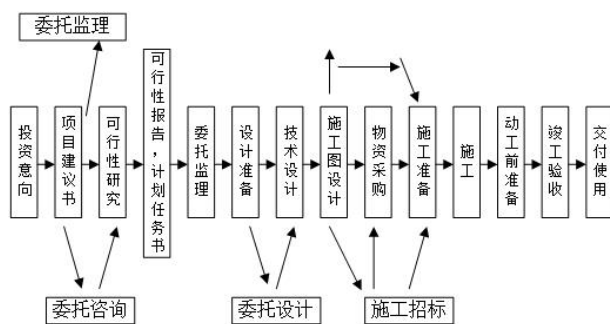 委托监理
投资意向
项目建议书
可行性研究
可行性报告，计划任务书
委托监理
设计准备
技术设计
施工图设计
物资采购
施工准备
施工
动工前准备
竣工验收
交付使用
委托咨询
委托设计
施工招标